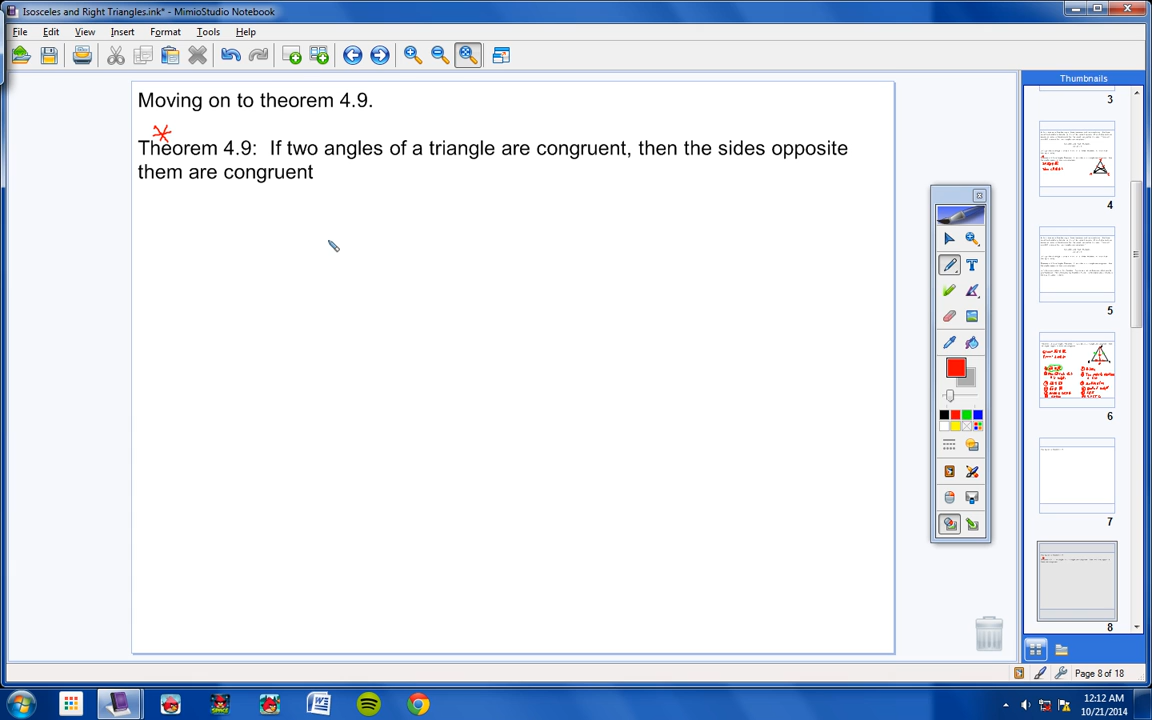 Isosceles and Right Triangles.ink* - MimioStudio Notebook
File Edit View Insert Format Tools Help
Thumbnails
Moving on to theorem 4.9.
Theorem 4.9: If two angles of a triangle are congruent, then the sides opposite
them are congruent
3
4
5
6
7
8
T
Page 8 of 18
12:12 AM
10/21/2014